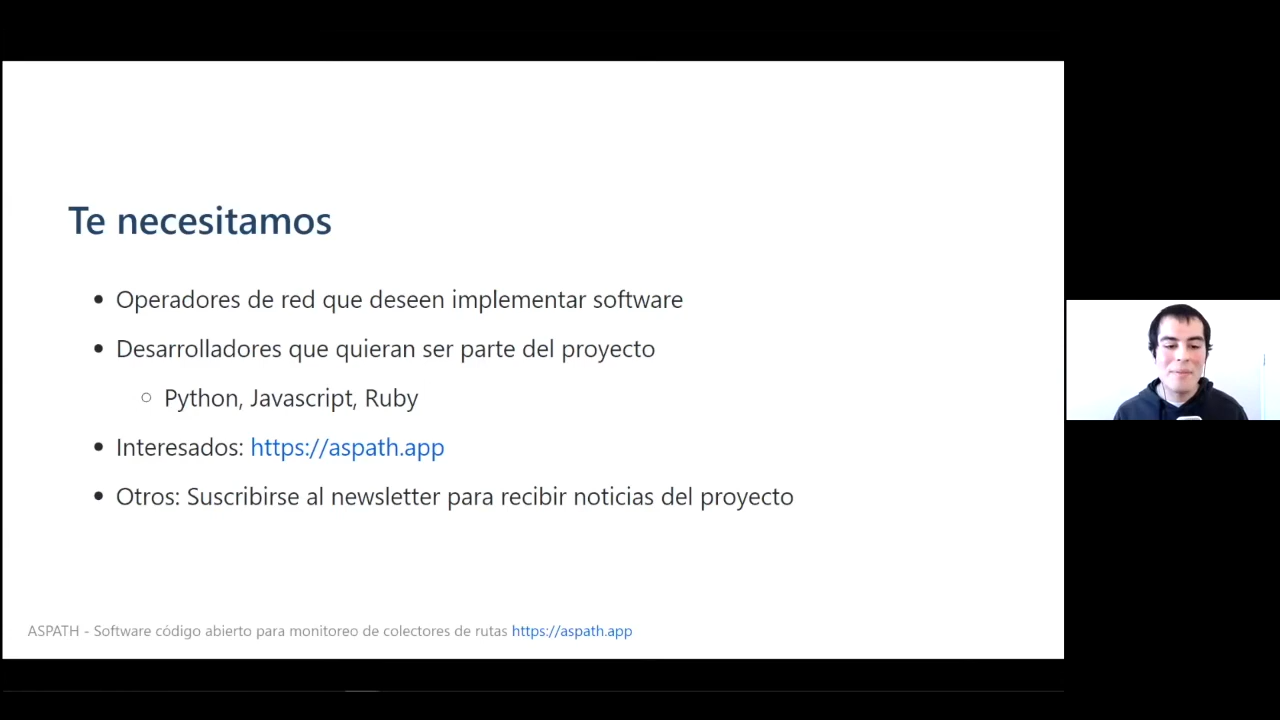 Te necesitamos
Operadores de red que deseen implementar software
Desarrolladores que quieran ser parte del proyecto
Python, Javascript, Ruby
Interesados: https://aspath.app
Otros: Suscribirse al newsletter para recibir noticias del proyecto
ASPATH - Software código abierto para monitoreo de colectores de rutas https://aspath.app